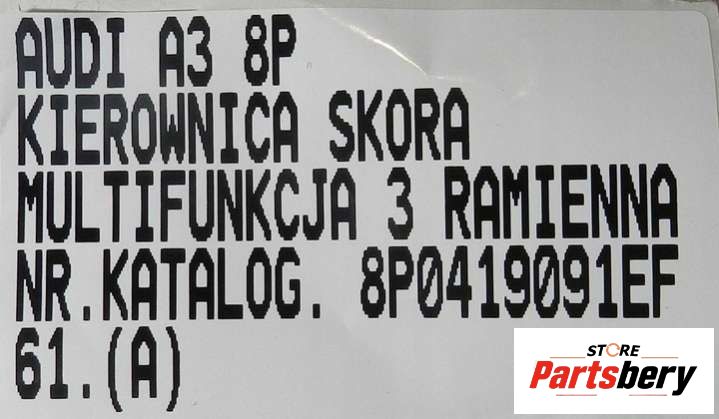 AUDI A3 8P
KIEROWNICA SKORA
MULTIFUNKCJA 3 RAMIENNA
NR.KATALOG. 8P0419091EF
61.(A)
STORE
Partsbery